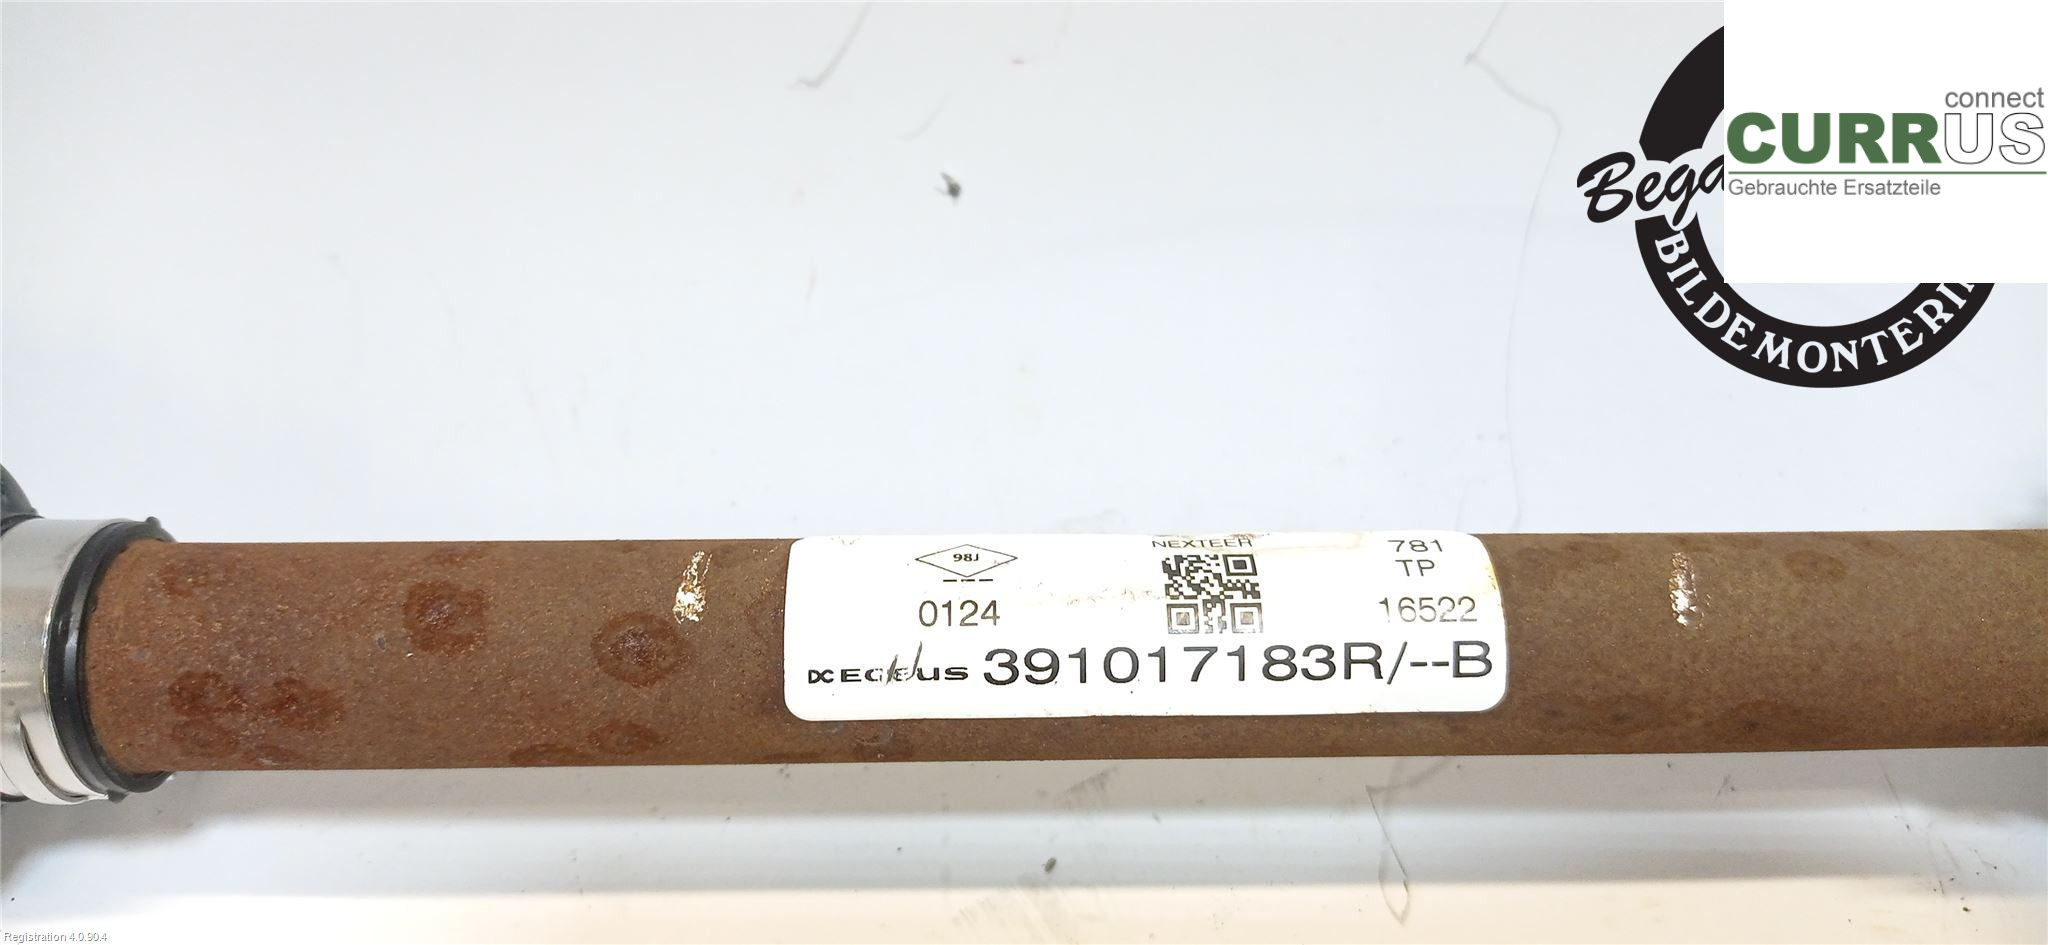 connect
CURRUS
Gebrauchte Ersatzteile
BILDEMONTERI
98J
0124
NEXTEER
781
TP
16522
391017183R/--B
Registration 4.0.90.4